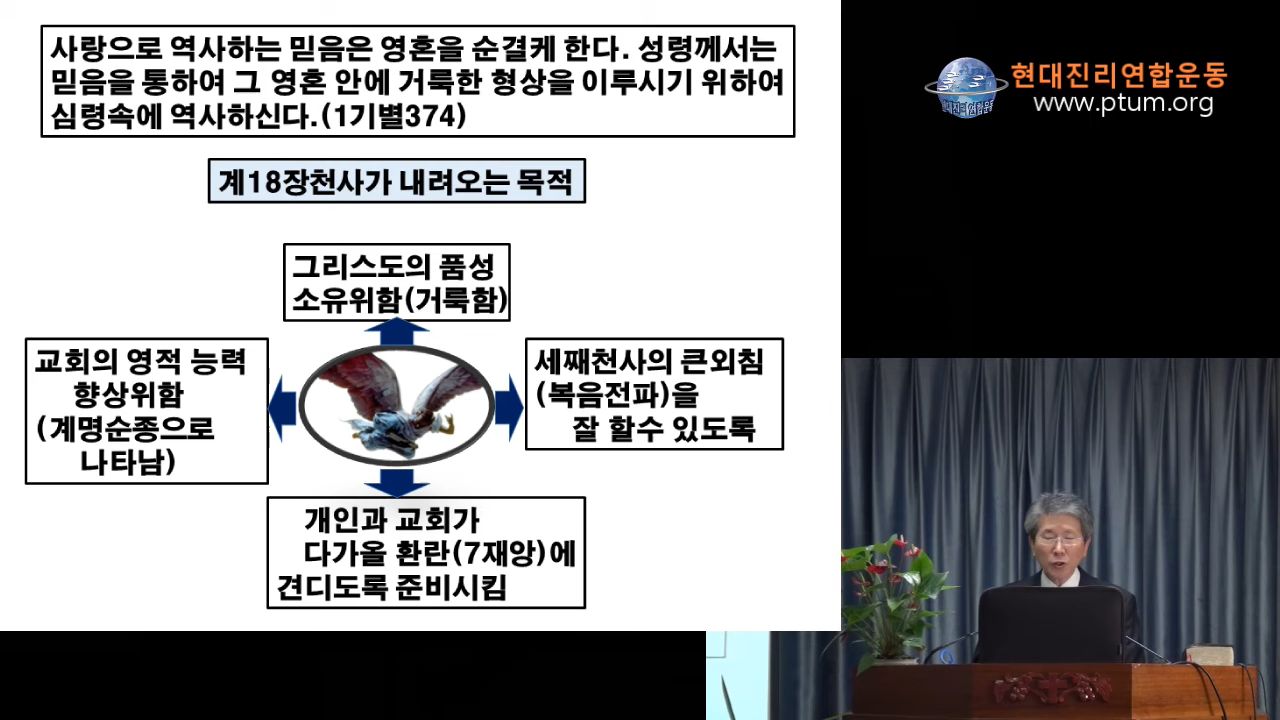 사랑으로 역사하는 믿음은 영혼을 순결케 한다. 성령께서는
믿음을 통하여 그 영혼 안에 거룩한 형상을 이루시기 위하여
심령속에 역사하신다.(1기별374)
계18장천사가 내려오는 목적
그리스도의 품성
소유위함(거룩함)
교회의 영적 능력
향상위함
(계명순종으로
나타남)
세째천사의 큰외침
(복음전파)을
잘 할수 있도록
개인과 교회가
다가올 환란(7재앙)에
견디도록 준비시킴
현대진리연합운동
www.ptum.org
현대진리연합운동